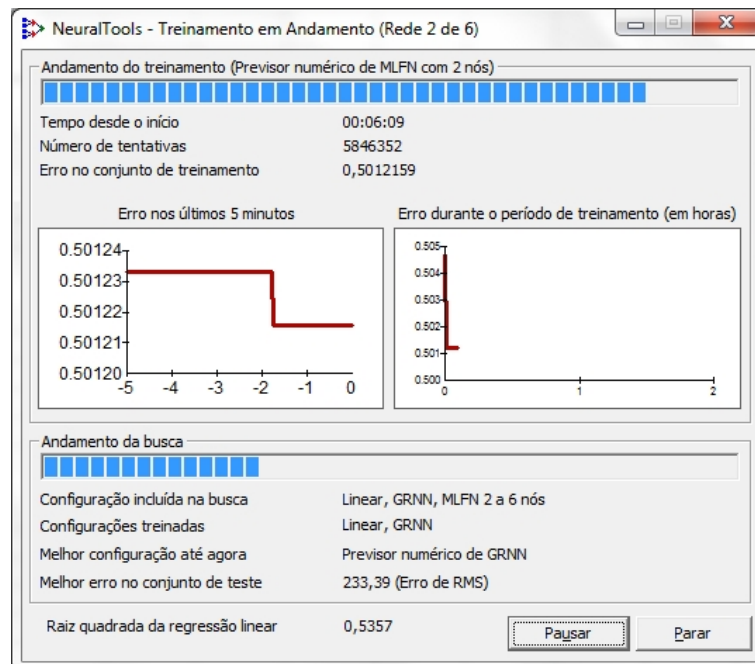 NeuralTools - Treinamento em Andamento (Rede 2 de 6)
Andamento do treinamento (Previsor numérico de MLFN com 2 nós)
Tempo desde o início 00:06:09
Número de tentativas 5846352
Erro no conjunto de treinamento 0,5012159
Erro nos últimos 5 minutos
0.50124
0.50123
0.50122
0.50121
0.50120
-5 -4 -3 -2 -1 0
Erro durante o período de treinamento (em horas)
0.505
0.504
0.503
0.502
0.501
0.500
0 1 2
Andamento da busca
Configuração incluída na busca Linear, GRNN, MLFN 2 a 6 nós
Configurações treinadas Linear, GRNN
Melhor configuração até agora Previsor numérico de GRNN
Melhor erro no conjunto de teste 233,39 (Erro de RMS)
Raiz quadrada da regressão linear 0,5357
Pausar Parar